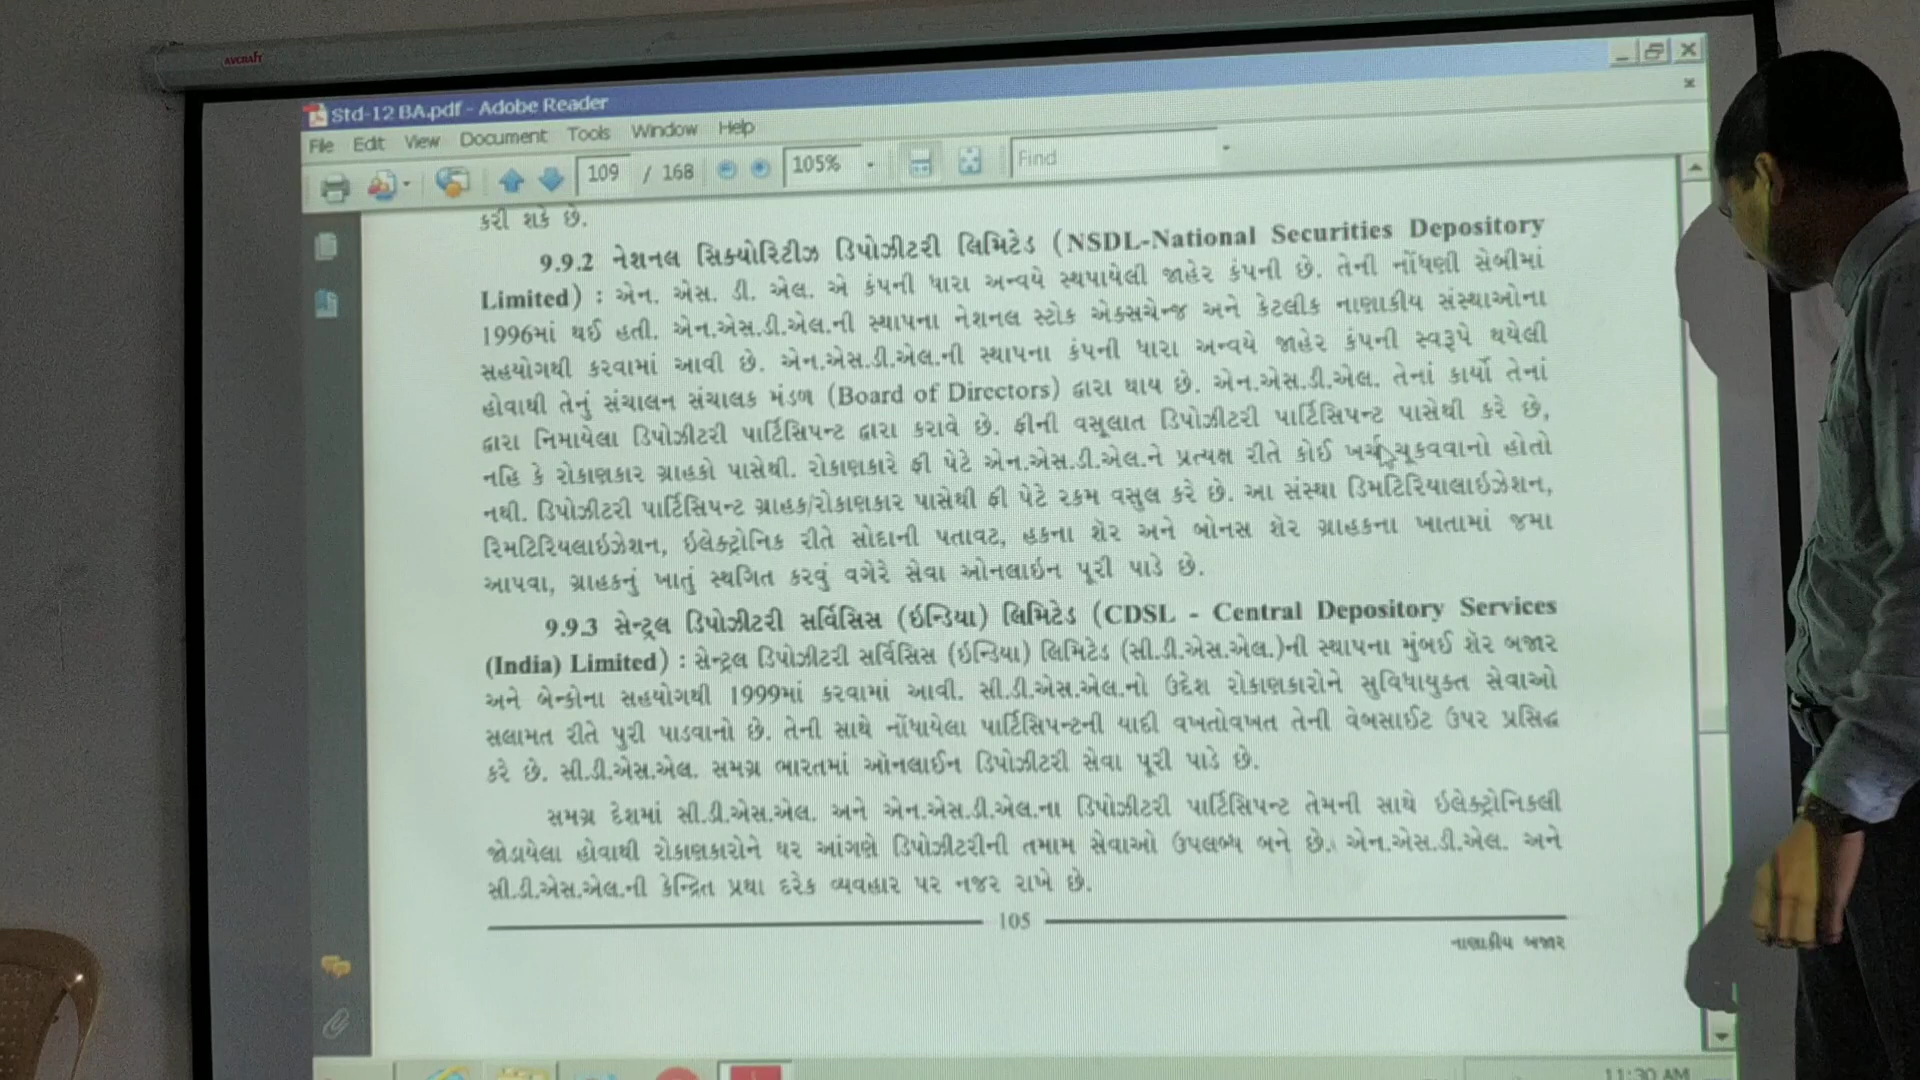 AVCRAFT
Std-12 BA.pdf - Adobe Reader
File Edit View Document Tools Window Help
109 / 168 105% Find
કરી શકે છે.
9.9.2 નેશનલ સિક્યોરિટીઝ ડિપોઝીટરી લિમિટેડ (NSDL-National Securities Depository
Limited) : એન. એસ. ડી. એલ. એ કંપની ધારા અન્વયે સ્થપાયેલી જાહેર કંપની છે. તેની નોંધણી સેબીમાં
1996માં થઈ હતી. એન.એસ.ડી.એલ.ની સ્થાપના નેશનલ સ્ટોક એક્સચેન્જ અને કેટલીક નાણાકીય સંસ્થાઓના
સહયોગથી કરવામાં આવી છે. એન.એસ.ડી.એલ.ની સ્થાપના કંપની ધારા અન્વયે જાહેર કંપની સ્વરૂપે થયેલી
હોવાથી તેનું સંચાલન સંચાલક મંડળ (Board of Directors) દ્વારા થાય છે. એન.એસ.ડી.એલ. તેનાં કાર્યો તેનાં
દ્વારા નિમાયેલા ડિપોઝીટરી પાર્ટિસિપન્ટ દ્વારા કરાવે છે. ફીની વસૂલાત ડિપોઝીટરી પાર્ટિસિપન્ટ પાસેથી કરે છે,
નહિ કે રોકાણકાર ગ્રાહકો પાસેથી. રોકાણકારે ફી પેટે એન.એસ.ડી.એલ.ને પ્રત્યક્ષ રીતે કોઈ ખર્ચ ચૂકવવાનો હોતો
નથી. ડિપોઝીટરી પાર્ટિસિપન્ટ ગ્રાહક/રોકાણકાર પાસેથી ફી પેટે રકમ વસુલ કરે છે. આ સંસ્થા ડિમટિરિયાલાઇઝેશન,
રિમટિરિયલાઇઝેશન, ઇલેક્ટ્રોનિક રીતે સોદાની પતાવટ, હકના શૅર અને બોનસ શૅર ગ્રાહકના ખાતામાં જમા
આપવા, ગ્રાહકનું ખાતું સ્થગિત કરવું વગેરે સેવા ઓનલાઇન પૂરી પાડે છે.
9.9.3 સેન્ટ્રલ ડિપોઝીટરી સર્વિસિસ (ઇન્ડિયા) લિમિટેડ (CDSL - Central Depository Services
(India) Limited) : સેન્ટ્રલ ડિપોઝીટરી સર્વિસિસ (ઇન્ડિયા) લિમિટેડ (સી.ડી.એસ.એલ.)ની સ્થાપના મુંબઈ શૅર બજાર
અને બેન્કોના સહયોગથી 1999માં કરવામાં આવી. સી.ડી.એસ.એલ.નો ઉદ્દેશ રોકાણકારોને સુવિધાયુક્ત સેવાઓ
સલામત રીતે પુરી પાડવાનો છે. તેની સાથે નોંધાયેલા પાર્ટિસિપન્ટની યાદી વખતોવખત તેની વેબસાઈટ ઉપર પ્રસિદ્ધ
કરે છે. સી.ડી.એસ.એલ. સમગ્ર ભારતમાં ઑનલાઈન ડિપોઝીટરી સેવા પૂરી પાડે છે.
સમગ્ર દેશમાં સી.ડી.એસ.એલ. અને એન.એસ.ડી.એલ.ના ડિપોઝીટરી પાર્ટિસિપન્ટ તેમની સાથે ઇલેક્ટ્રોનિકલી
જોડાયેલા હોવાથી રોકાણકારોને ઘર આંગણે ડિપોઝીટરીની તમામ સેવાઓ ઉપલબ્ધ બને છે. એન.એસ.ડી.એલ. અને
સી.ડી.એસ.એલ.ની કેન્દ્રિત પ્રથા દરેક વ્યવહાર પર નજર રાખે છે.
105
નાણાકીય બજાર
11:30 AM